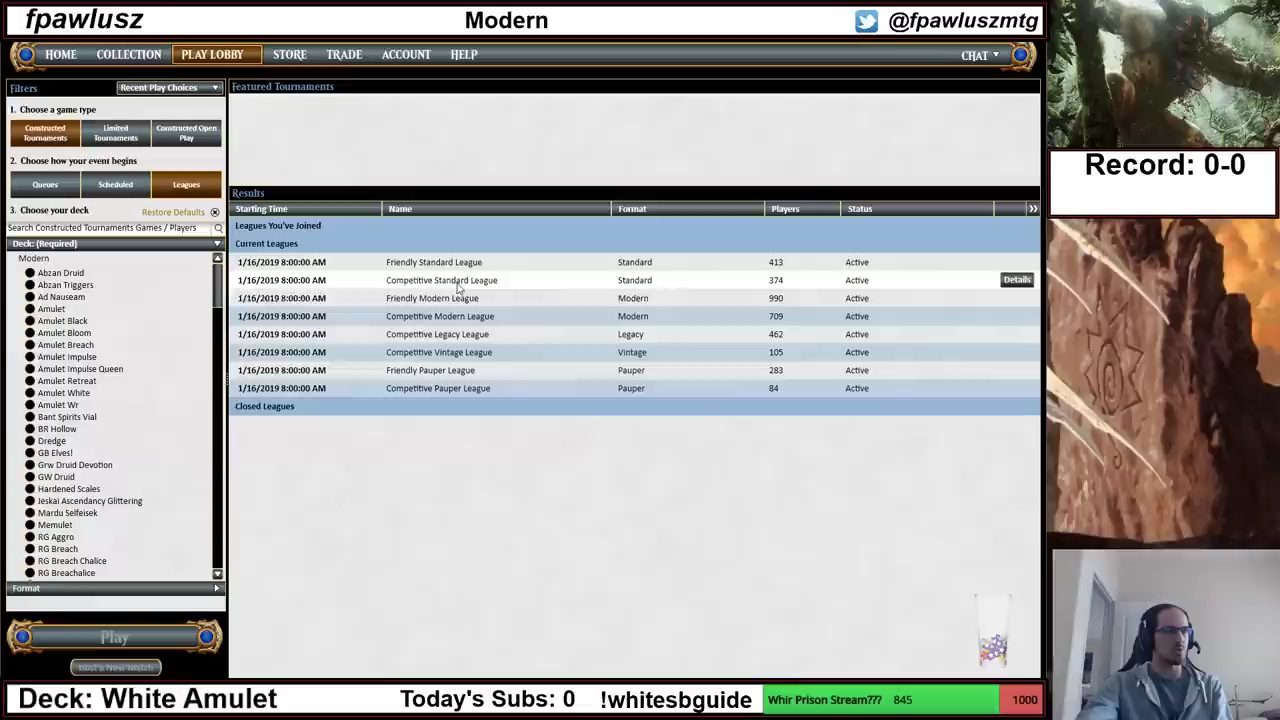 fpawlusz
Modern
@fpawluszmtg
HOME COLLECTION PLAY LOBBY STORE TRADE ACCOUNT HELP CHAT
Filters Recent Play Choices
1. Choose a game type
Constructed Tournaments Limited Tournaments Constructed Open Play
2. Choose how your event begins
Queues Scheduled Leagues
3. Choose your deck Restore Defaults
Search Constructed Tournaments Games / Players
Deck: (Required)
Modern
Abzan Druid
Abzan Triggers
Ad Nauseam
Amulet
Amulet Black
Amulet Bloom
Amulet Breach
Amulet Impulse
Amulet Impulse Queen
Amulet Retreat
Amulet White
Amulet Wr
Bant Spirits Vial
BR Hollow
Dredge
GB Elves!
Grw Druid Devotion
GW Druid
Hardened Scales
Jeskai Ascendancy Glittering
Mardu Selfeisek
Memulet
RG Aggro
RG Breach
RG Breach Chalice
RG Breachalice
Format
Play
Host a New Match
Featured Tournaments
Results
Starting Time Name Format Players Status
Leagues You've Joined
Current Leagues
1/16/2019 8:00:00 AM Friendly Standard League Standard 413 Active
1/16/2019 8:00:00 AM Competitive Standard League Standard 374 Active Details
1/16/2019 8:00:00 AM Friendly Modern League Modern 990 Active
1/16/2019 8:00:00 AM Competitive Modern League Modern 709 Active
1/16/2019 8:00:00 AM Competitive Legacy League Legacy 462 Active
1/16/2019 8:00:00 AM Competitive Vintage League Vintage 105 Active
1/16/2019 8:00:00 AM Friendly Pauper League Pauper 283 Active
1/16/2019 8:00:00 AM Competitive Pauper League Pauper 84 Active
Closed Leagues
Record: 0-0
Deck: White Amulet
Today's Subs: 0
!whitesbguide
Whir Prison Stream??? 845 1000